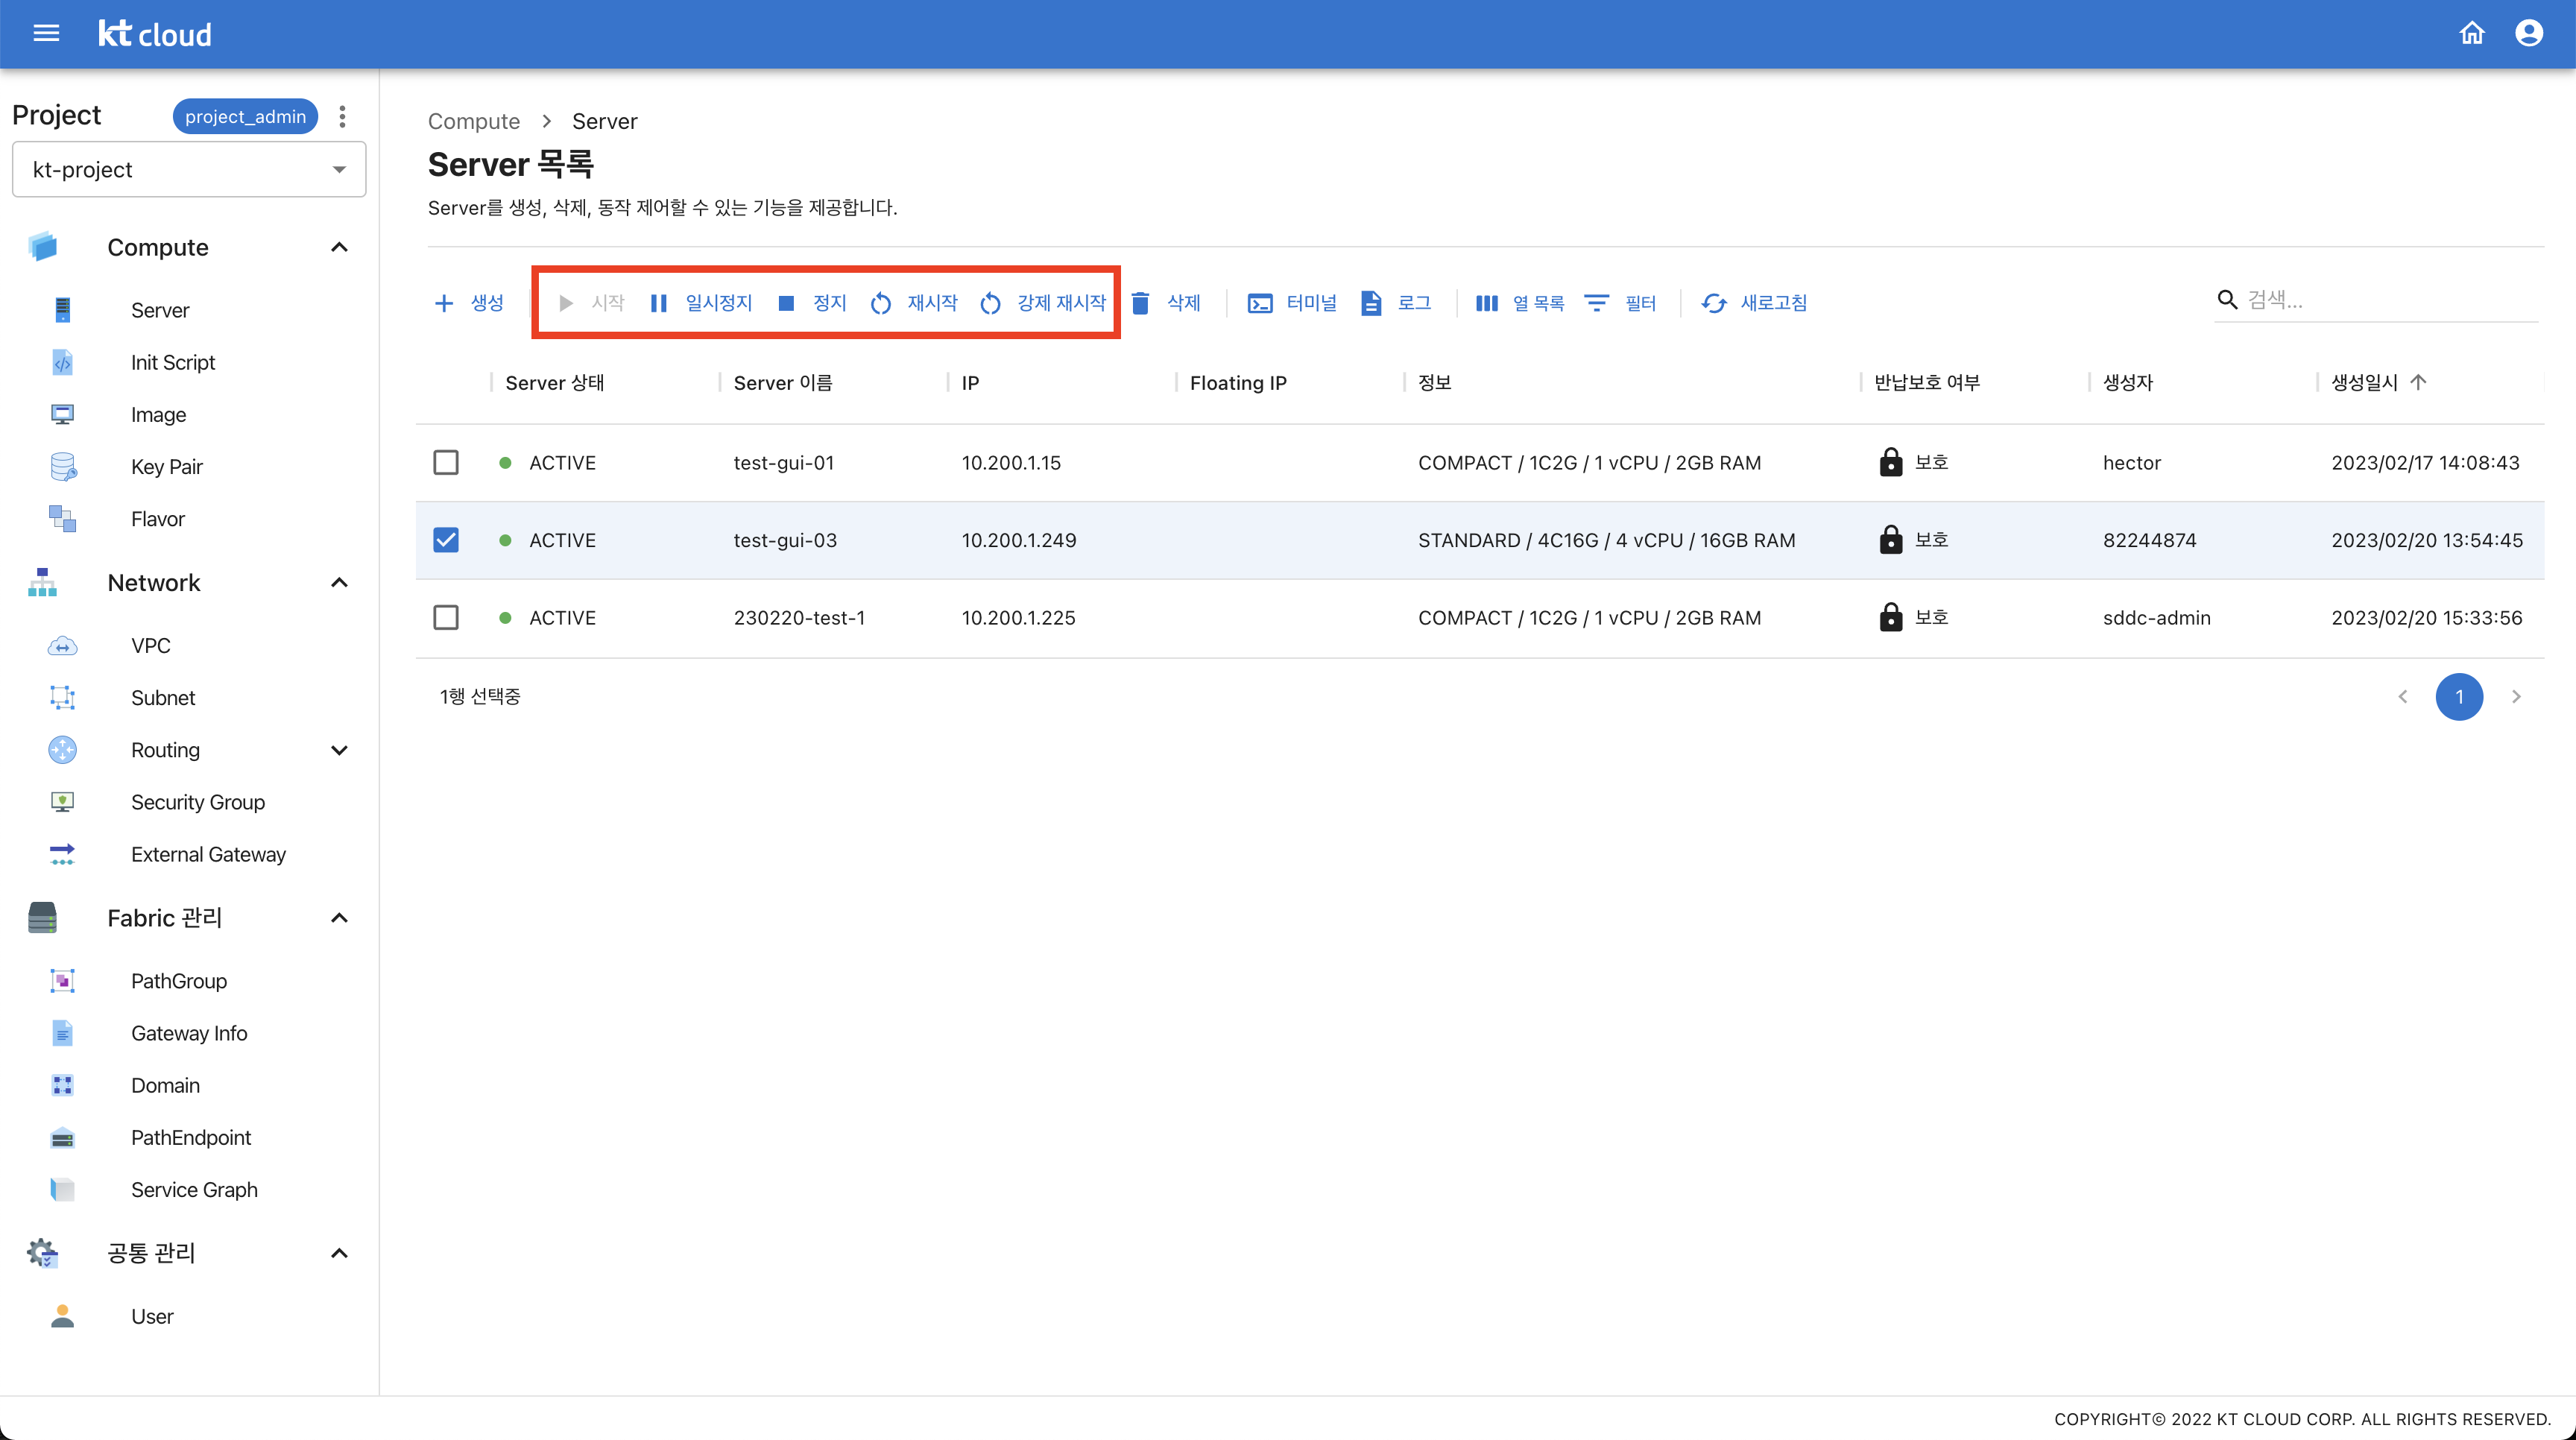 kt cloud
Project project_admin
kt-project
Compute
Server
Init Script
Image
Key Pair
Flavor
Network
VPC
Subnet
Routing
Security Group
External Gateway
Fabric 관리
PathGroup
Gateway Info
Domain
PathEndpoint
Service Graph
공통 관리
User
Compute > Server
Server 목록
Server를 생성, 삭제, 동작 제어할 수 있는 기능을 제공합니다.
생성 시작 일시정지 정지 재시작 강제 재시작 삭제 터미널 로그 열 목록 필터 새로고침 검색...
Server 상태 Server 이름 IP Floating IP 정보 반납보호 여부 생성자 생성일시
ACTIVE test-gui-01 10.200.1.15 COMPACT / 1C2G / 1 vCPU / 2GB RAM 보호 hector 2023/02/17 14:08:43
ACTIVE test-gui-03 10.200.1.249 STANDARD / 4C16G / 4 vCPU / 16GB RAM 보호 82244874 2023/02/20 13:54:45
ACTIVE 230220-test-1 10.200.1.225 COMPACT / 1C2G / 1 vCPU / 2GB RAM 보호 sddc-admin 2023/02/20 15:33:56
1행 선택중 1
COPYRIGHT© 2022 KT CLOUD CORP. ALL RIGHTS RESERVED.